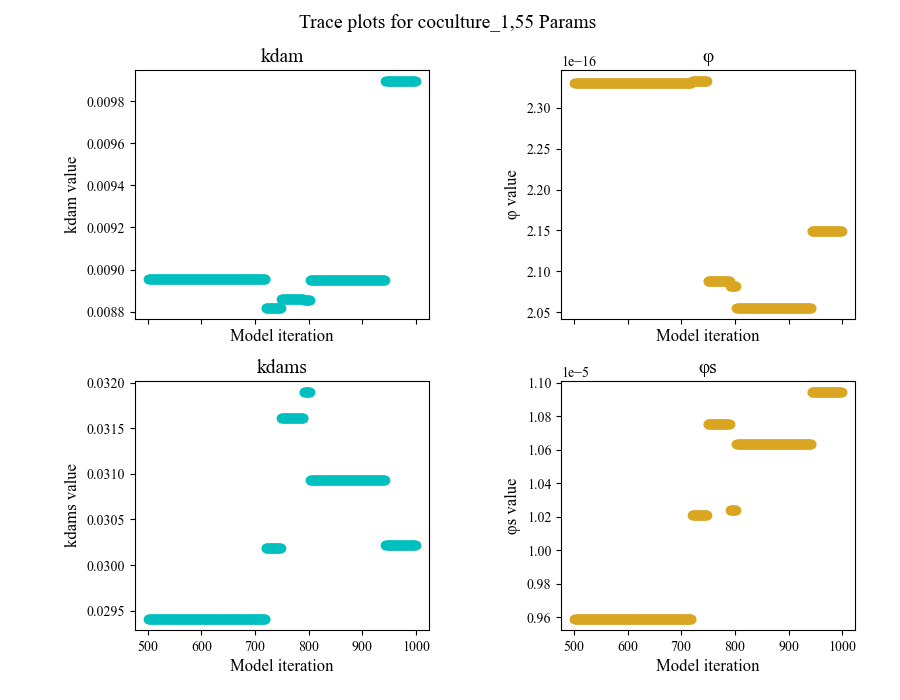 Trace plots for coculture_1,55 Params
kdam
φ
1e−16
0.0098
0.0096
0.0094
0.0092
0.0090
0.0088
kdam value
Model iteration
2.30
2.25
2.20
2.15
2.10
2.05
φ value
Model iteration
kdams
φs
1e−5
0.0320
0.0315
0.0310
0.0305
0.0300
0.0295
kdams value
500 600 700 800 900 1000
Model iteration
1.10
1.08
1.06
1.04
1.02
1.00
0.98
0.96
φs value
500 600 700 800 900 1000
Model iteration